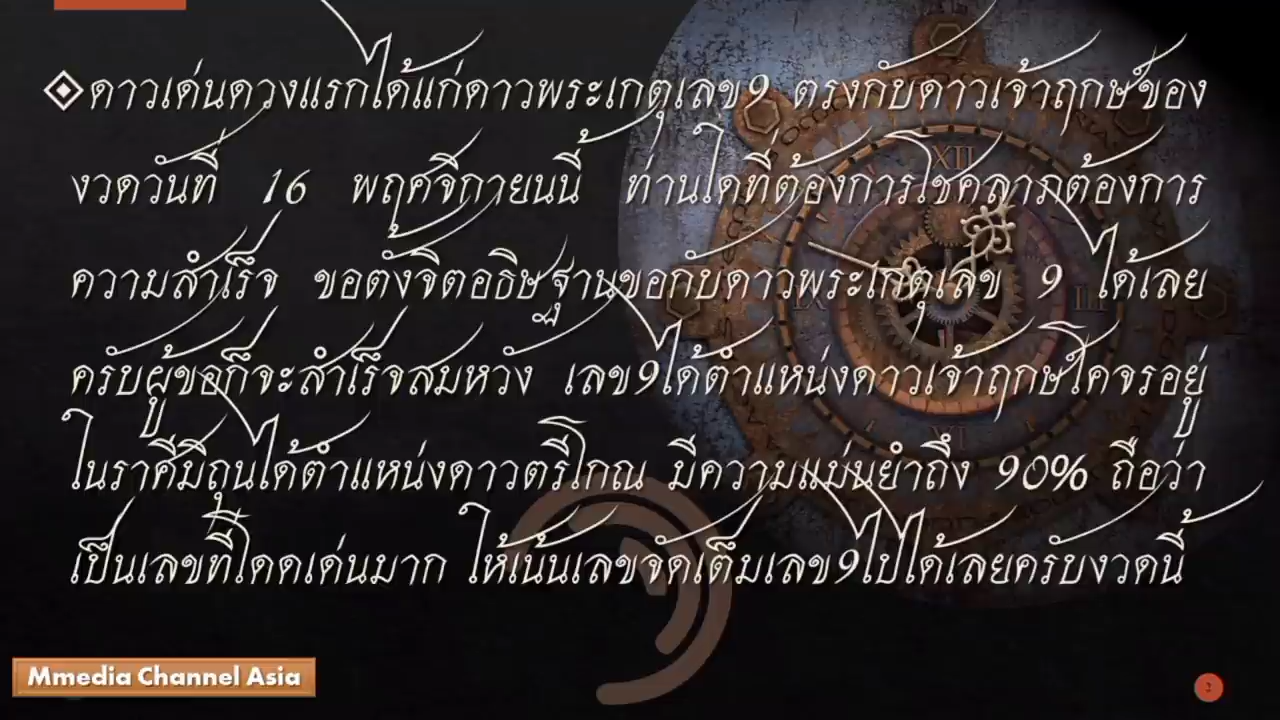 ดาวเด่นดวงแรกได้แก่ดาวพระเกตุเลข9 ตรงกับดาวเจ้าฤกษ์ของ
งวดวันที่ 16 พฤศจิกายนนี้ ท่านใดที่ต้องการโชคลาภต้องการ
ความสำเร็จ ขอตั้งจิตอธิษฐานขอกับดาวพระเกตุเลข 9 ได้เลย
ครับผู้ขอก็จะสำเร็จสมหวัง เลข9ได้ตำแหน่งดาวเจ้าฤกษ์โคจรอยู่
ในราศีมิถุนได้ตำแหน่งดาวตรีโกณ มีความแม่นยำถึง 90% ถือว่า
เป็นเลขที่โดดเด่นมาก ให้เน้นเลขจัดเต็มเลข9ไปได้เลยครับงวดนี้
Mmedia Channel Asia
2